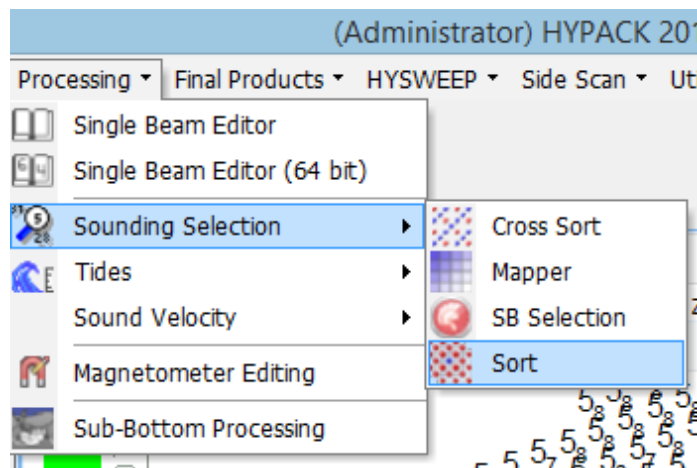 (Administrator) HYPACK 201
Processing Final Products HYSWEEP Side Scan Ut
Single Beam Editor
Single Beam Editor (64 bit)
Sounding Selection
Cross Sort
Tides
Mapper
Sound Velocity
SB Selection
Magnetometer Editing
Sort
Sub-Bottom Processing